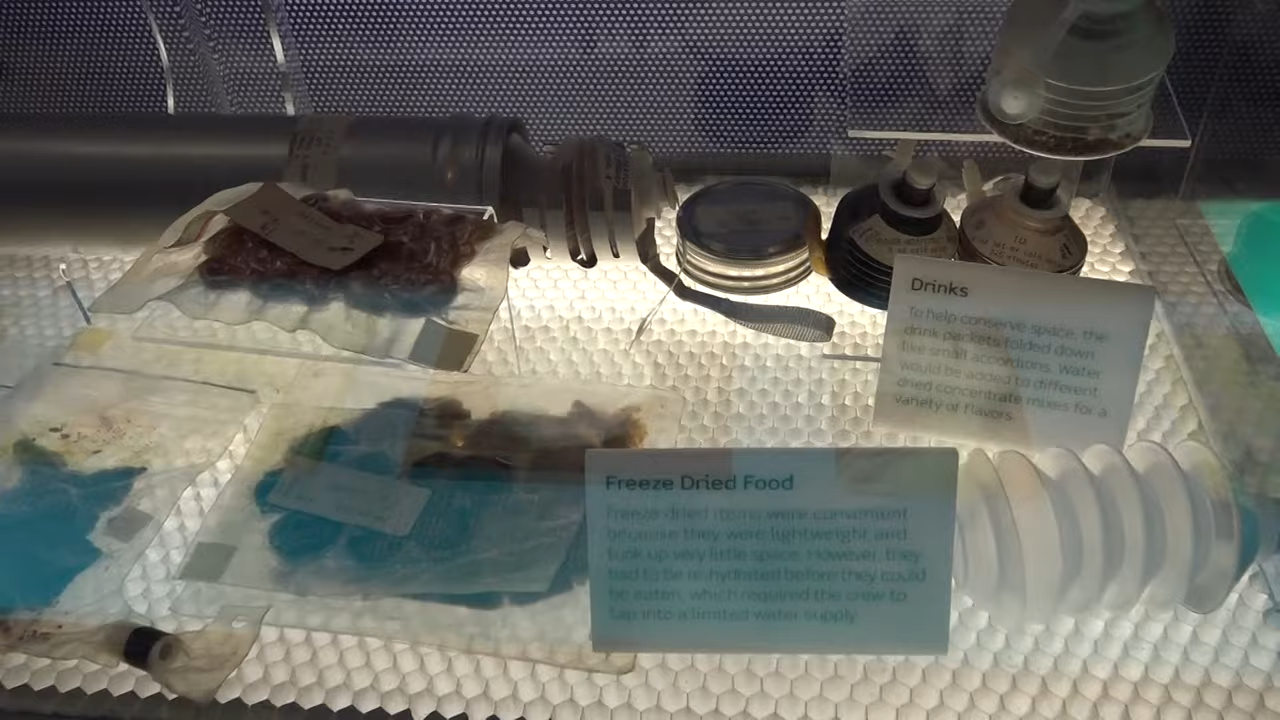 Drinks
To help conserve space, the
drink packets folded down
like small accordions. Water
would be added to different
dried concentrate mixes for a
variety of flavors.
Freeze Dried Food
Freeze dried items were convenient
because they were lightweight and
took up very little space. However, they
had to be re-hydrated before they could
be eaten, which required the crew to
tap into a limited water supply.